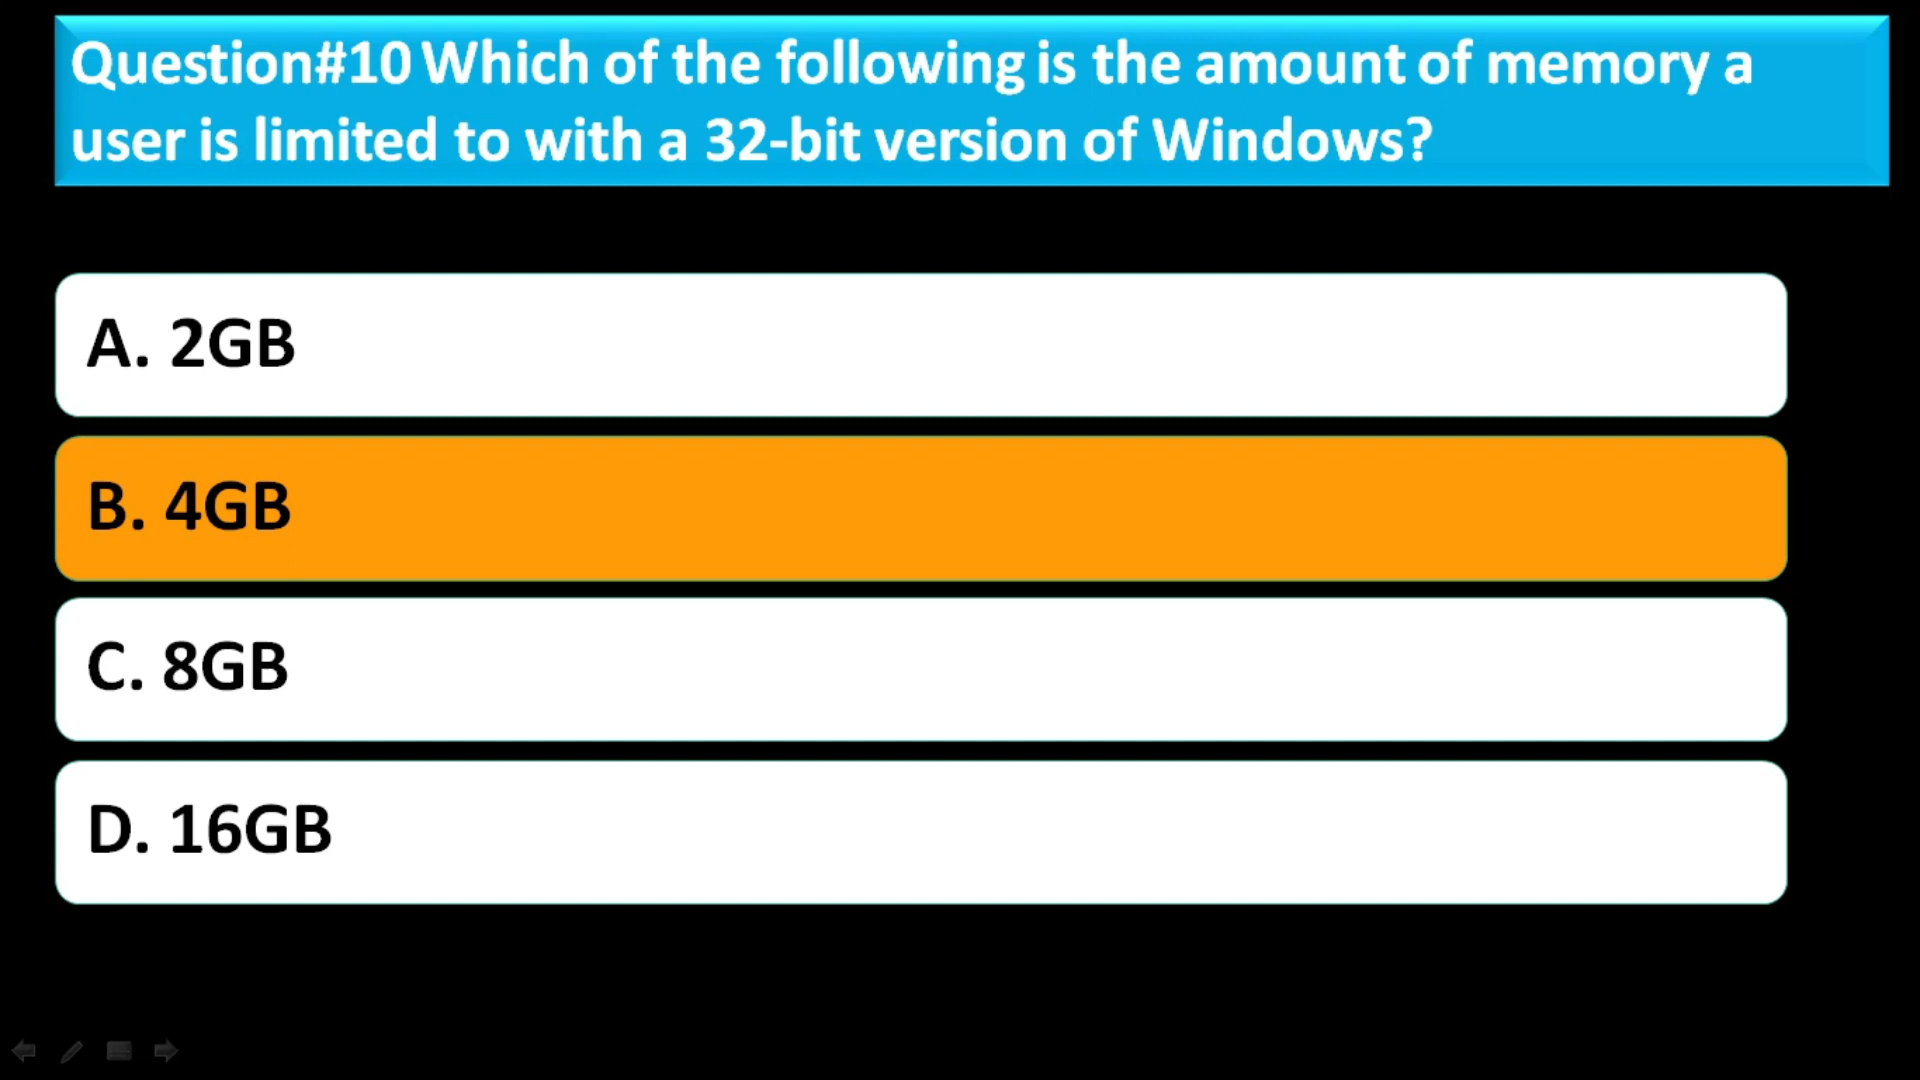 Question#10 Which of the following is the amount of memory a
user is limited to with a 32-bit version of Windows?
A. 2GB
B. 4GB
C. 8GB
D. 16GB